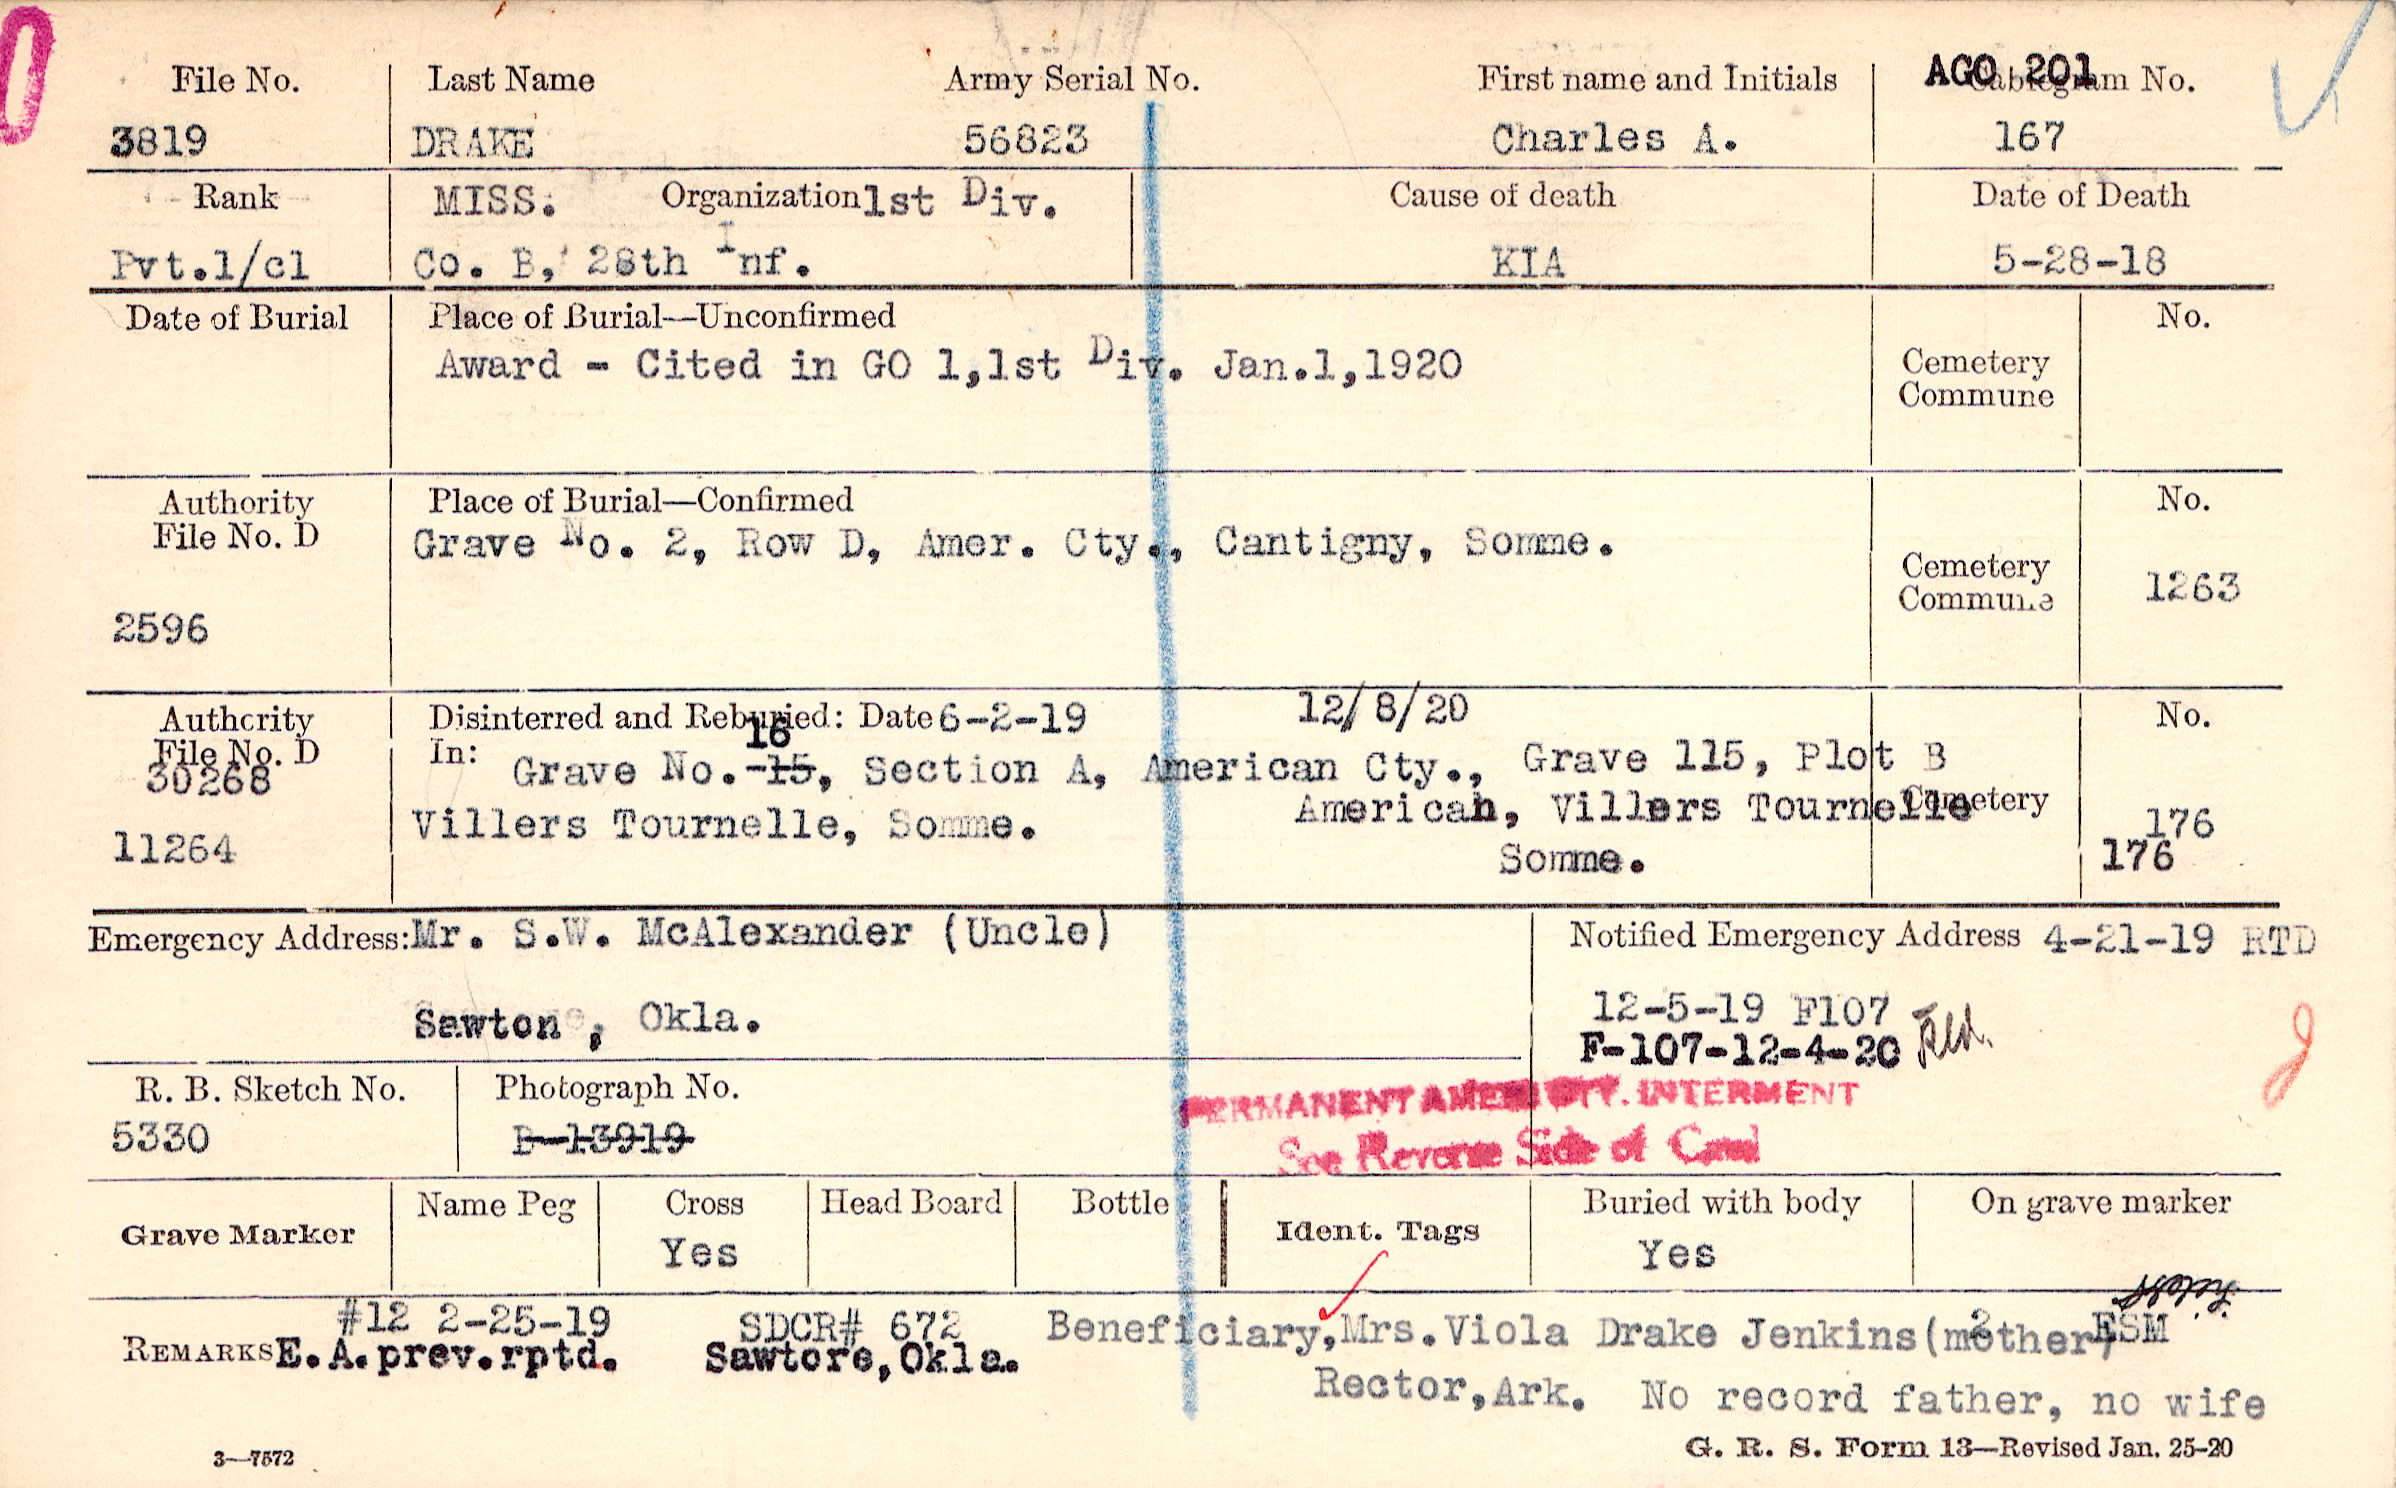 File No. Last Name Army Serial No. First name and Initials AGO 201 Cablegram No.
3819 DRAKE 56823 Charles A. 167
Rank MISS. Organization 1st Div. Cause of death Date of Death
Pvt.1/cl Co. B, 28th Inf. KIA 5-28-18
Date of Burial Place of Burial—Unconfirmed No.
Award - Cited in GO 1,1st Div. Jan.1,1920 Cemetery
Commune
Authority Place of Burial—Confirmed No.
File No. D Grave No. 2, Row D, Amer. Cty., Cantigny, Somme.
Cemetery 1263
Commune
2596
Authority Disinterred and Reburied: Date 6-2-19 12/8/20 No.
File No. D In: 16
30268 Grave No. 15, Section A, American Cty., Grave 115, Plot B
Villers Tournelle, Somme. American, Villers Tournelle Cemetery 176
11264 Somme. 176
Emergency Address: Mr. S.W. McAlexander (Uncle) Notified Emergency Address 4-21-19 RTD
Sawton, Okla. 12-5-19 F107
F-107-12-4-20
R. B. Sketch No. Photograph No. PERMANENT AMER. CTY. INTERMENT
5330 P-13919 See Reverse Side of Card
Grave Marker Name Peg Cross Head Board Bottle Ident. Tags Buried with body On grave marker
Yes Yes
#12 2-25-19 SDCR# 672 Beneficiary, Mrs. Viola Drake Jenkins (mother) 2 ESM
REMARKS E.A.prev.rptd. Sawtore, Okla. Rector, Ark. No record father, no wife
3—7572 G. R. S. Form 13—Revised Jan. 25-20